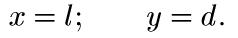 x = l; y = d.